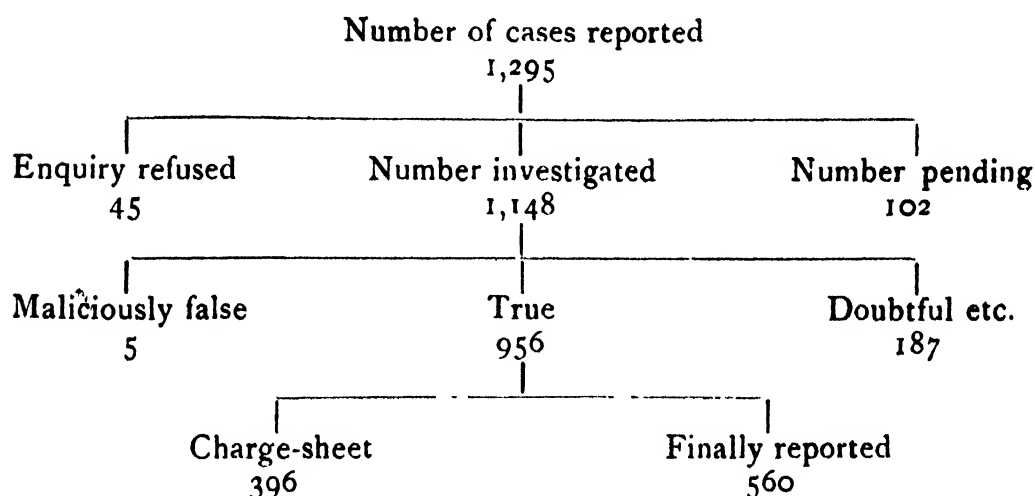 Number of cases reported
1,295
Enquiry refused Number investigated Number pending
45 1,148 102
Maliciously false True Doubtful etc.
5 956 187
Charge-sheet Finally reported
396 560